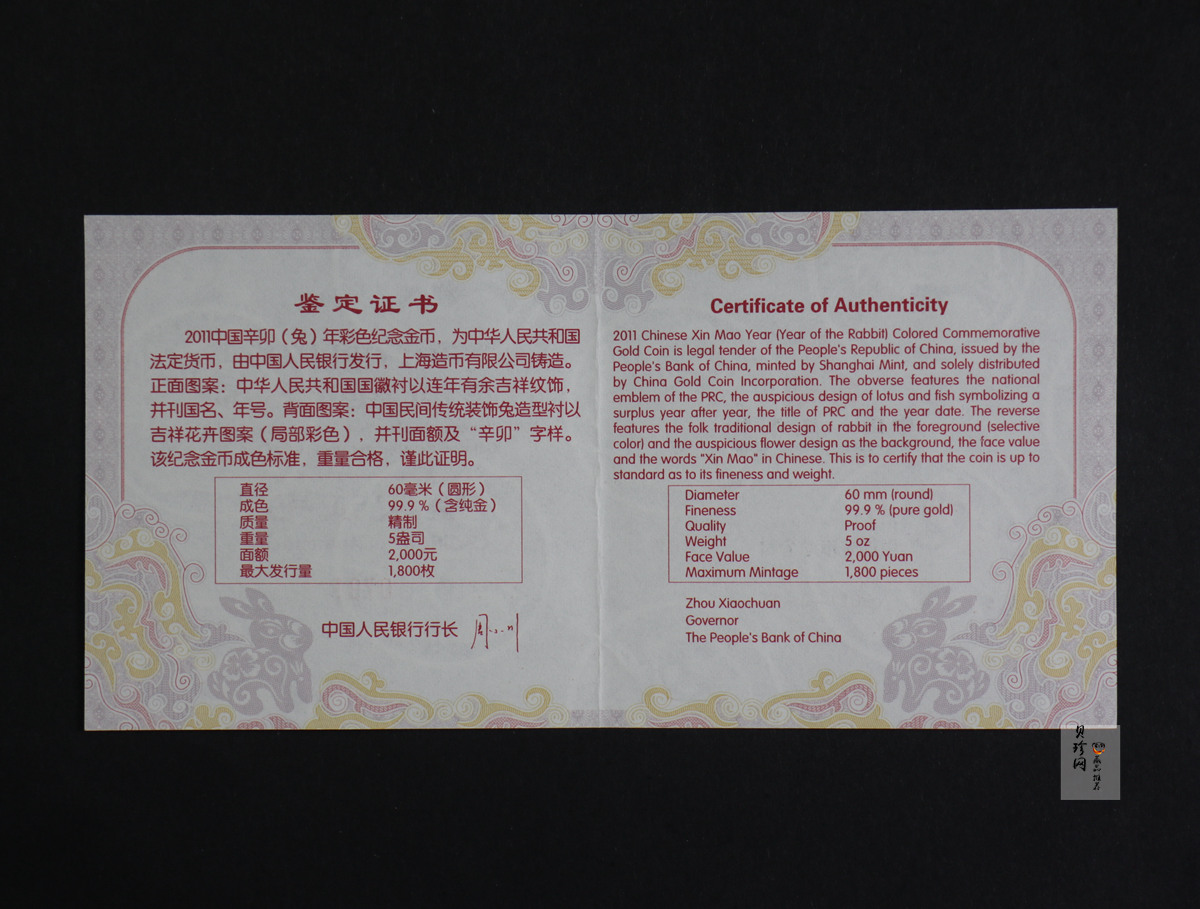 鉴定证书
2011中国辛卯（兔）年彩色纪念金币，为中华人民共和国
法定货币，由中国人民银行发行，上海造币有限公司铸造。
正面图案：中华人民共和国国徽衬以连年有余吉祥纹饰，
并刊国名、年号。背面图案：中国民间传统装饰兔造型衬以
吉祥花卉图案（局部彩色），并刊面额及“辛卯”字样。
该纪念金币成色标准，重量合格，谨此证明。
直径 60毫米（圆形）
成色 99.9 %（含纯金）
质量 精制
重量 5盎司
面额 2,000元
最大发行量 1,800枚
中国人民银行行长
Certificate of Authenticity
2011 Chinese Xin Mao Year (Year of the Rabbit) Colored Commemorative
Gold Coin is legal tender of the People's Republic of China, issued by the
People's Bank of China, minted by Shanghai Mint, and solely distributed
by China Gold Coin Incorporation. The obverse features the national
emblem of the PRC, the auspicious design of lotus and fish symbolizing a
surplus year after year, the title of PRC and the year date. The reverse
features the folk traditional design of rabbit in the foreground (selective
color) and the auspicious flower design as the background, the face value
and the words "Xin Mao" in Chinese. This is to certify that the coin is up to
standard as to its fineness and weight.
Diameter 60 mm (round)
Fineness 99.9 % (pure gold)
Quality Proof
Weight 5 oz
Face Value 2,000 Yuan
Maximum Mintage 1,800 pieces
Zhou Xiaochuan
Governor
The People's Bank of China
贝珍网
藏品推荐